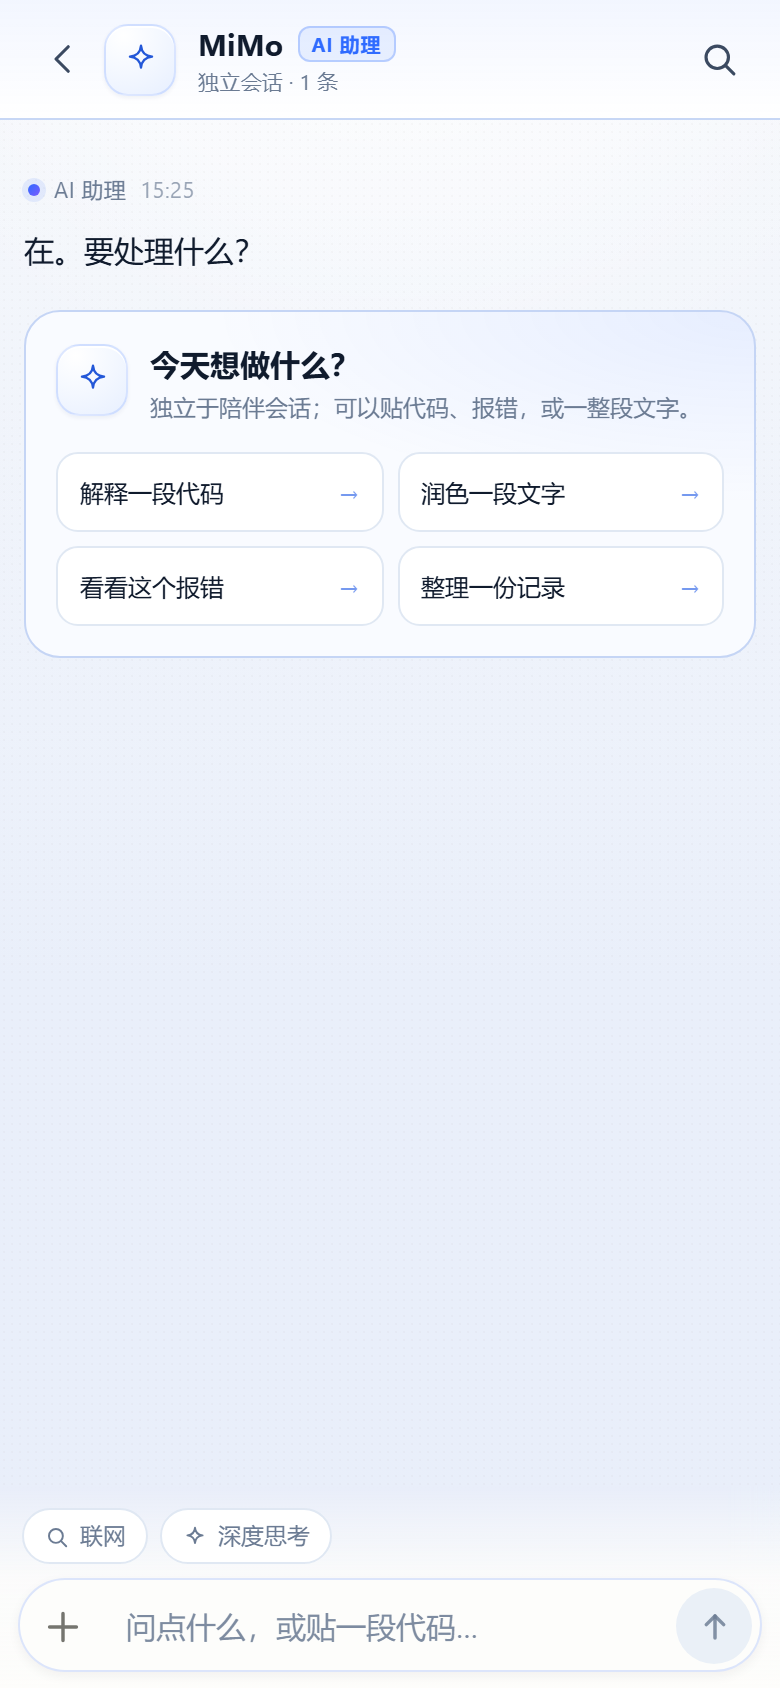 MiMo AI 助理
独立会话 · 1 条
AI 助理 15:25
在。要处理什么？
今天想做什么？
独立于陪伴会话；可以贴代码、报错，或一整段文字。
解释一段代码 →
润色一段文字 →
看看这个报错 →
整理一份记录 →
联网
深度思考
问点什么，或贴一段代码...